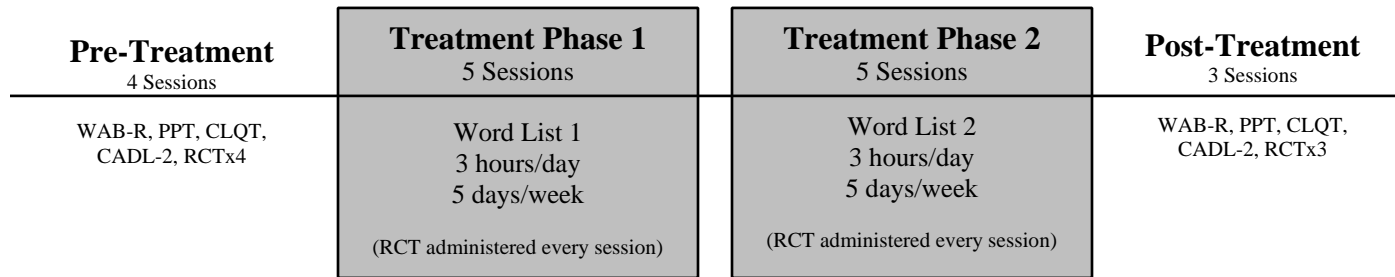 Pre-Treatment
4 Sessions
WAB-R, PPT, CLQT,
CADL-2, RCTx4
Treatment Phase 1
5 Sessions
Word List 1
3 hours/day
5 days/week
(RCT administered every session)
Treatment Phase 2
5 Sessions
Word List 2
3 hours/day
5 days/week
(RCT administered every session)
Post-Treatment
3 Sessions
WAB-R, PPT, CLQT,
CADL-2, RCTx3